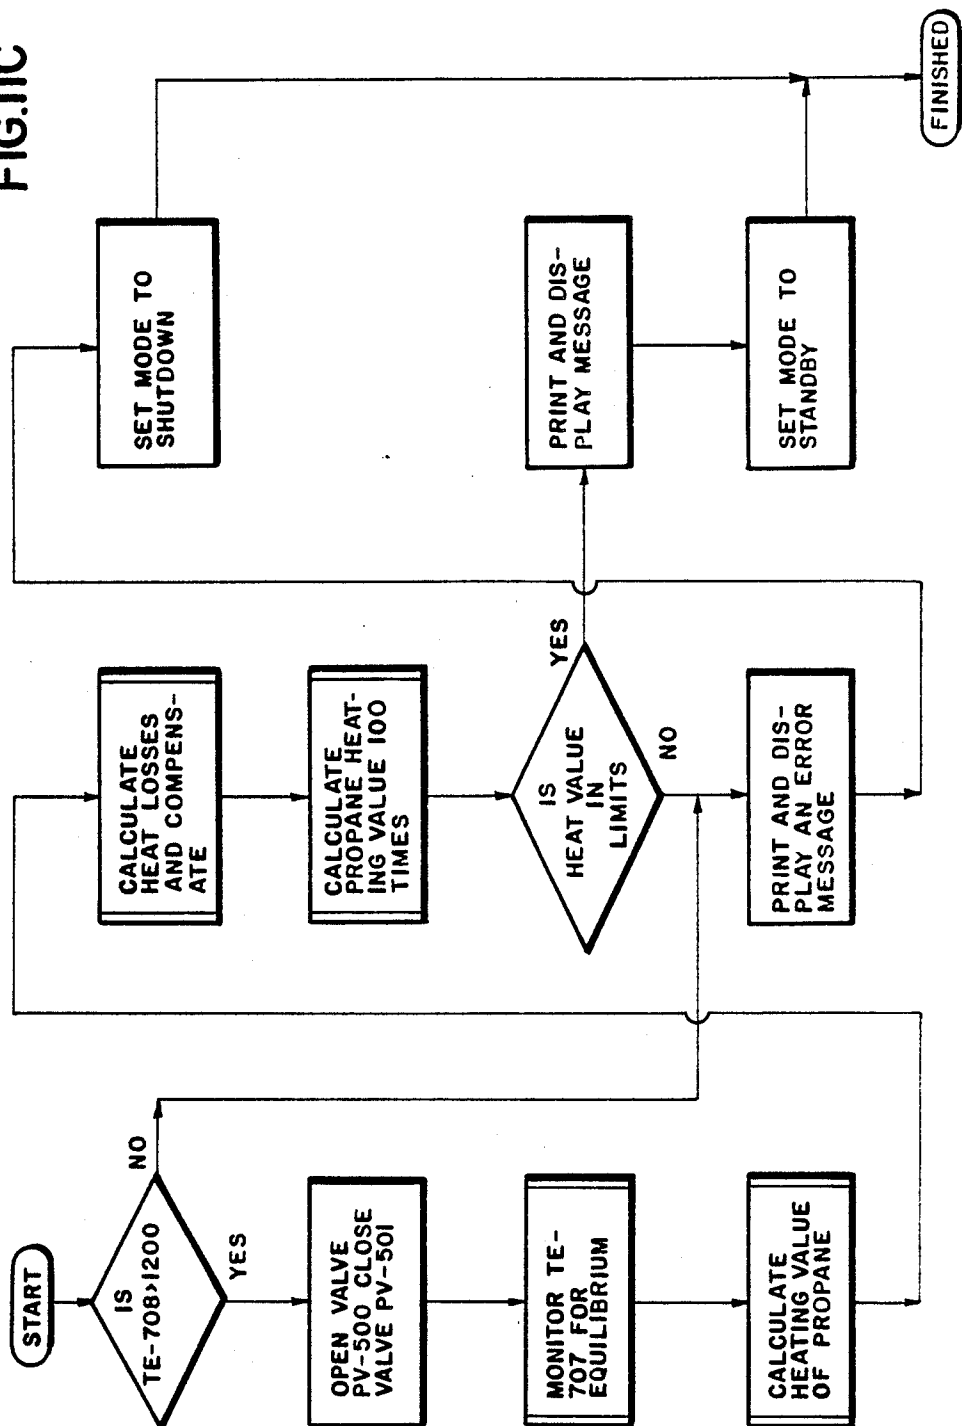 FIG.11C
START
IS
TE-708>1200
NO
YES
OPEN VALVE
PV-500 CLOSE
VALVE PV-501
MONITOR TE-
707 FOR
EQUILIBRIUM
CALCULATE
HEATING VALUE
OF PROPANE
CALCULATE
HEAT LOSSES
AND COMPENS-
ATE
CALCULATE
PROPANE HEAT-
ING VALUE 100
TIMES
IS
HEAT VALUE
IN
LIMITS
YES
NO
PRINT AND DIS-
PLAY AN ERROR
MESSAGE
SET MODE TO
SHUTDOWN
PRINT AND DIS-
PLAY MESSAGE
SET MODE TO
STANDBY
FINISHED